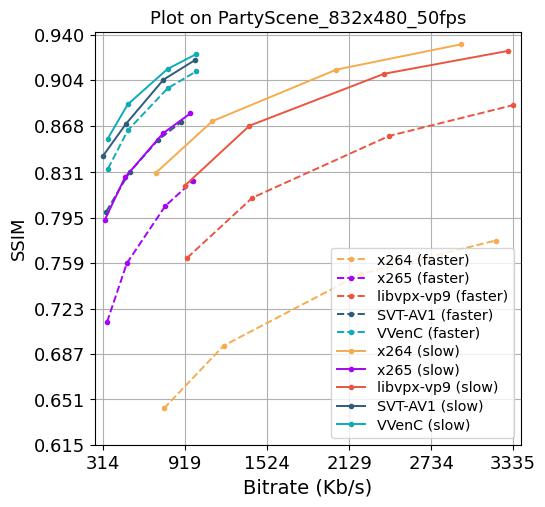 Plot on PartyScene_832x480_50fps
0.940
0.904
0.868
0.831
0.795
0.759
0.723
0.687
0.651
0.615
SSIM
x264 (faster)
x265 (faster)
libvpx-vp9 (faster)
SVT-AV1 (faster)
VVenC (faster)
x264 (slow)
x265 (slow)
libvpx-vp9 (slow)
SVT-AV1 (slow)
VVenC (slow)
314 919 1524 2129 2734 3335
Bitrate (Kb/s)